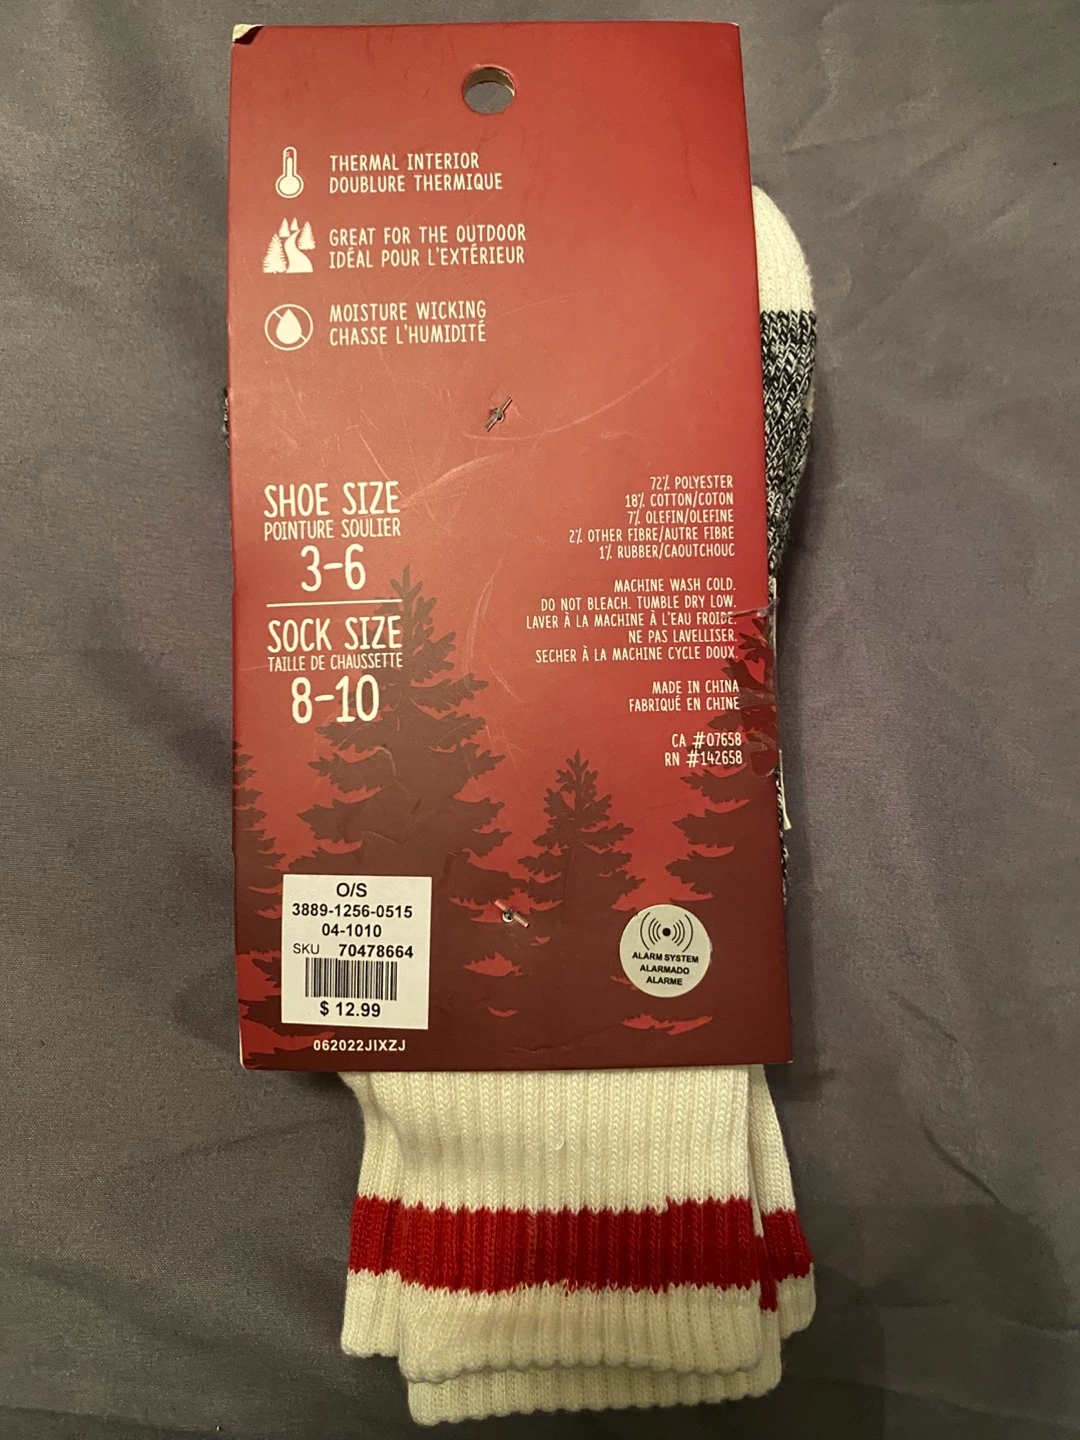 THERMAL INTERIOR
DOUBLURE THERMIQUE
GREAT FOR THE OUTDOOR
IDÉAL POUR L'EXTÉRIEUR
MOISTURE WICKING
CHASSE L'HUMIDITÉ
SHOE SIZE
POINTURE SOULIER
3-6
SOCK SIZE
TAILLE DE CHAUSSETTE
8-10
72% POLYESTER
18% COTTON/COTON
7% OLEFIN/OLEFINE
2% OTHER FIBRE/AUTRE FIBRE
1% RUBBER/CAOUTCHOUC
MACHINE WASH COLD.
DO NOT BLEACH. TUMBLE DRY LOW.
LAVER À LA MACHINE À L'EAU FROIDE.
NE PAS LAVELLISER.
SECHER À LA MACHINE CYCLE DOUX.
MADE IN CHINA
FABRIQUÉ EN CHINE
CA #07658
RN #142658
O/S
3889-1256-0515
04-1010
SKU 70478664
$ 12.99
062022JIXZJ
ALARM SYSTEM
ALARMADO
ALARME